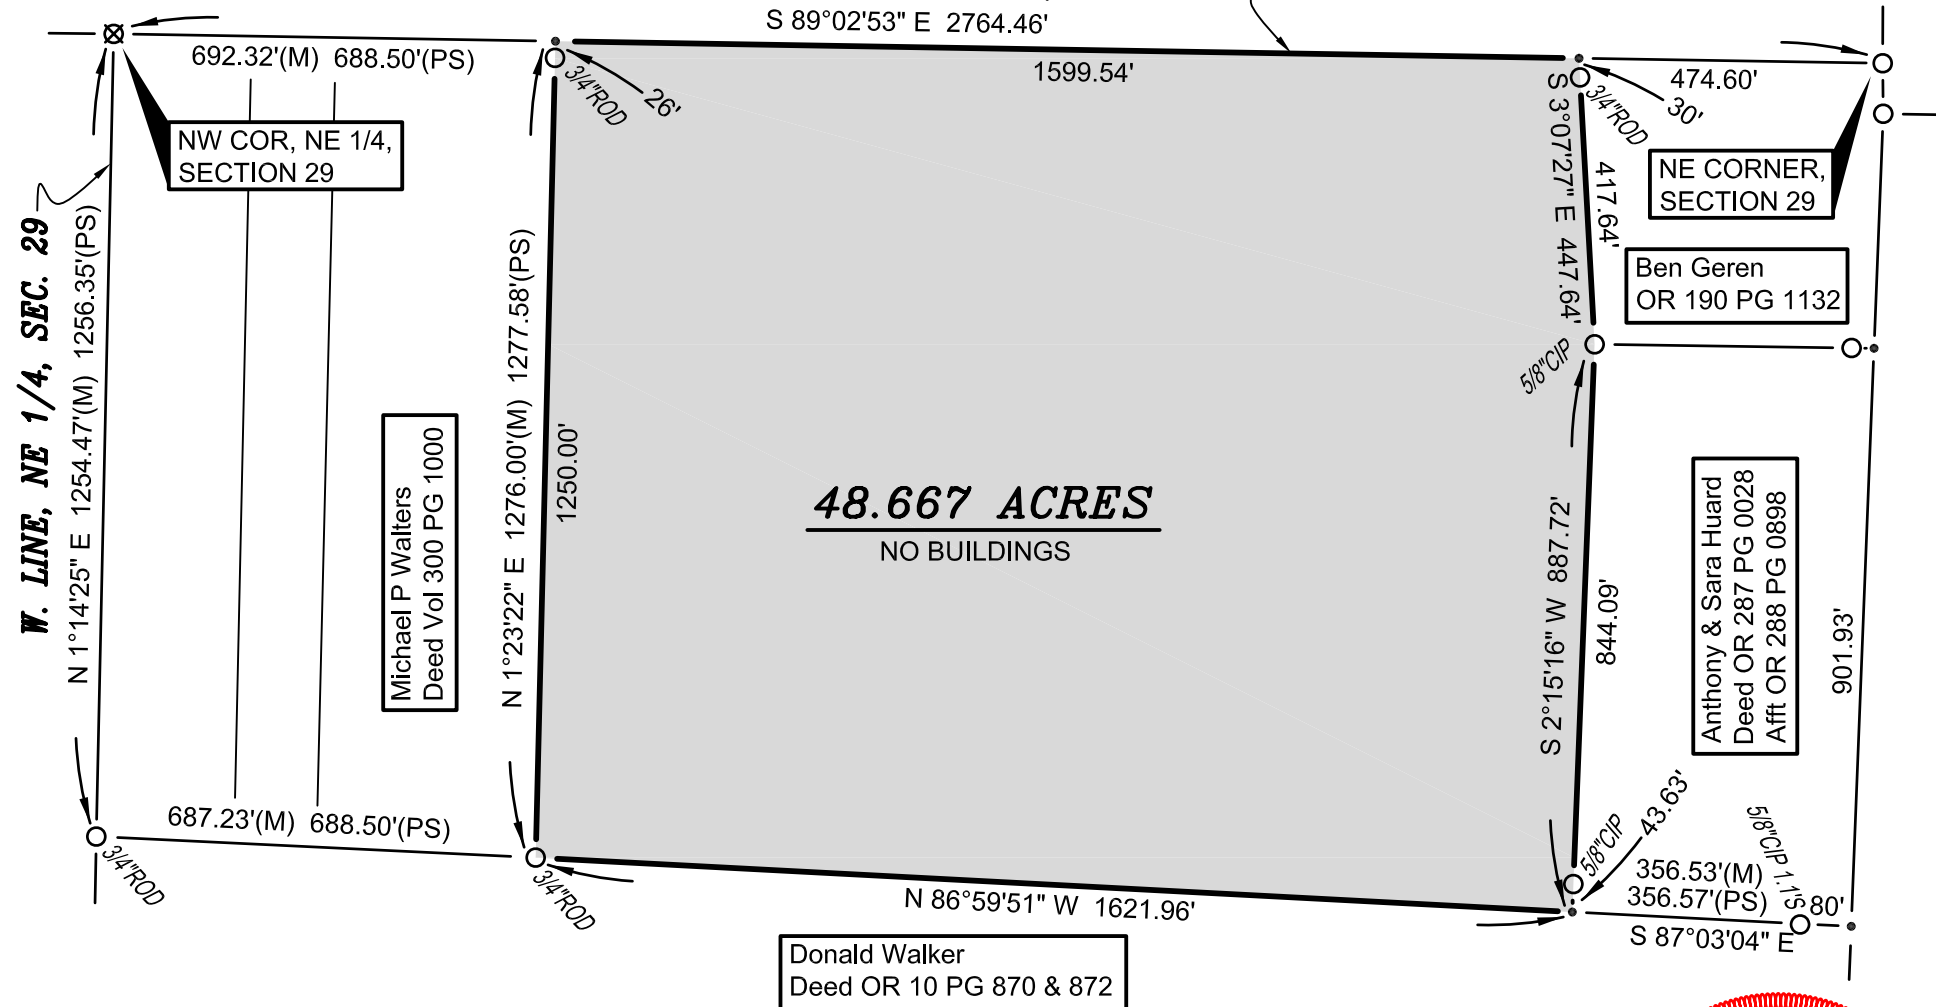 S 89°02'53" E 2764.46'
692.32'(M) 688.50'(PS)
1599.54'
474.60'
3/4"ROD
26'
3/4"ROD
30'
NW COR, NE 1/4,
SECTION 29
NE CORNER,
SECTION 29
W. LINE, NE 1/4, SEC. 29
N 1°14'25" E 1254.47'(M) 1256.35'(PS)
Michael P Walters
Deed Vol 300 PG 1000
N 1°23'22" E 1276.00'(M) 1277.58'(PS)
1250.00'
S 3°07'27" E 447.64'
417.64'
Ben Geren
OR 190 PG 1132
5/8"CIP
48.667 ACRES
NO BUILDINGS
S 2°15'16" W 887.72'
844.09'
Anthony & Sara Huard
Deed OR 287 PG 0028
Afft OR 288 PG 0898
901.93'
687.23'(M) 688.50'(PS)
3/4"ROD
3/4"ROD
N 86°59'51" W 1621.96'
5/8"CIP
43.63'
5/8"CIP 1.1'S
356.53'(M)
356.57'(PS)
80'
S 87°03'04" E
Donald Walker
Deed OR 10 PG 870 & 872